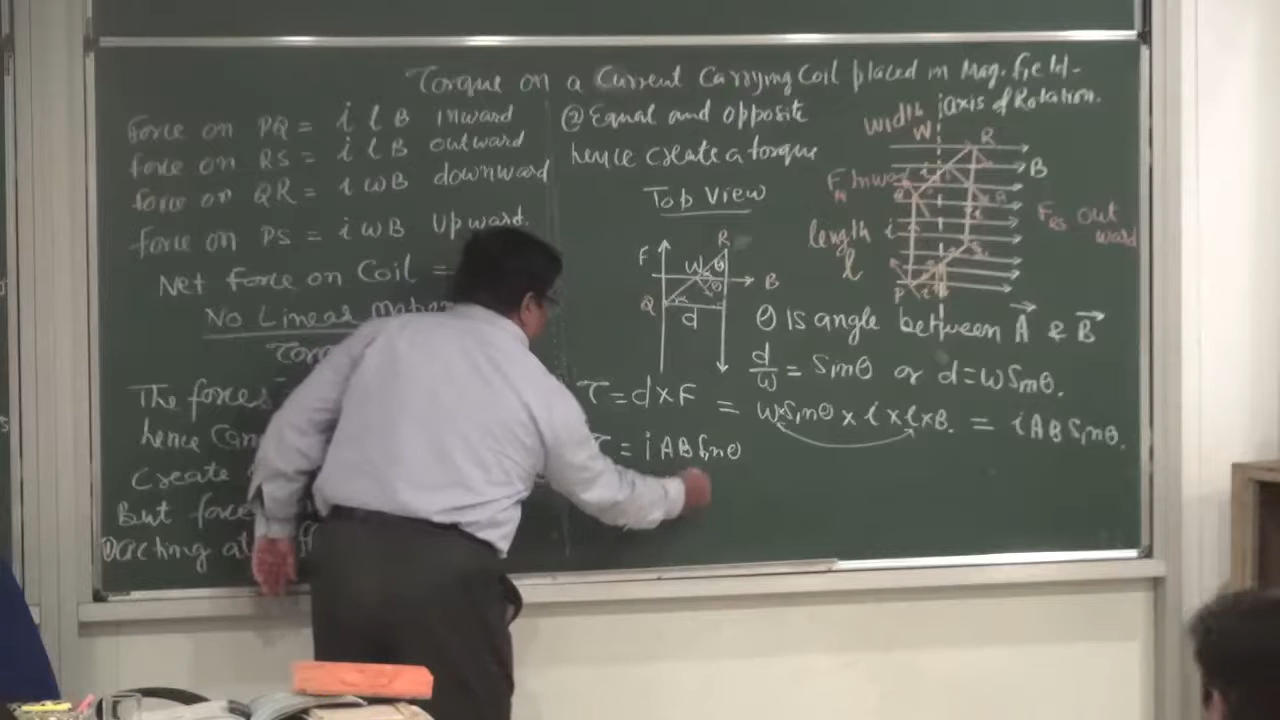 Torque on a Current Carrying Coil placed in Mag. field-
Force on PQ = i l B inward
force on RS = i l B outward
force on QR = i w B downward
force on PS = i w B Upward.
Net force on Coil =
No Linear
The forces
hence
Create
But force
① acting at
② Equal and opposite
hence create a torque
Top View
F
R
W
θ
θ
B
Q
d
width
W
axis of Rotation.
R
B
inward
Q
i
length
l
F_RS outward
S
P
i
θ is angle between A⃗ & B⃗
d/w = Sinθ or d = w Sinθ.
τ = d × F = w × Sinθ × i × l × B. = i A B Sinθ.
τ = i A B Sinθ